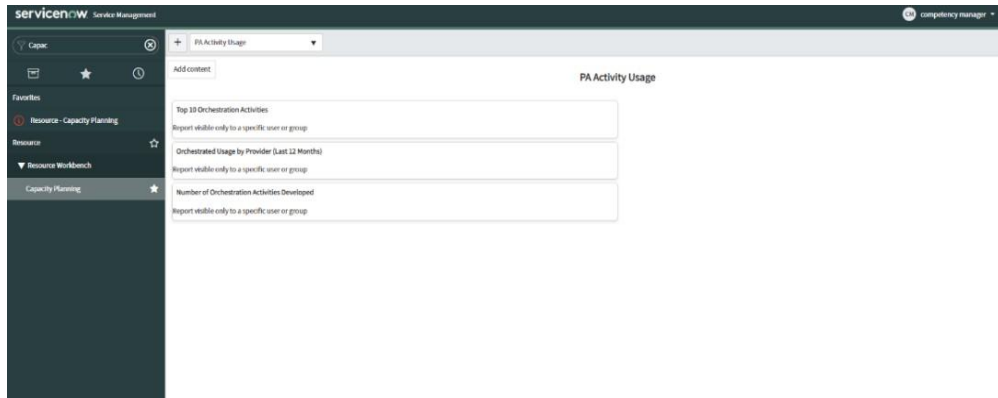 servicenow Service Management
CM competency manager
Capac
PA Activity Usage
Add content
PA Activity Usage
Favorites
Resource - Capacity Planning
Resource
Resource Workbench
Capacity Planning
Top 10 Orchestration Activities
Report visible only to a specific user or group
Orchestrated Usage by Provider (Last 12 Months)
Report visible only to a specific user or group
Number of Orchestration Activities Developed
Report visible only to a specific user or group